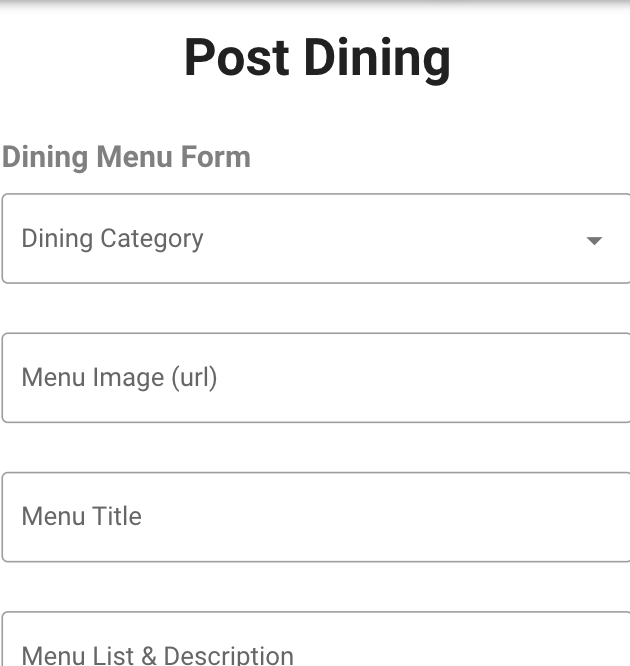 Post Dining
Dining Menu Form
Dining Category
Menu Image (url)
Menu Title
Menu List & Description